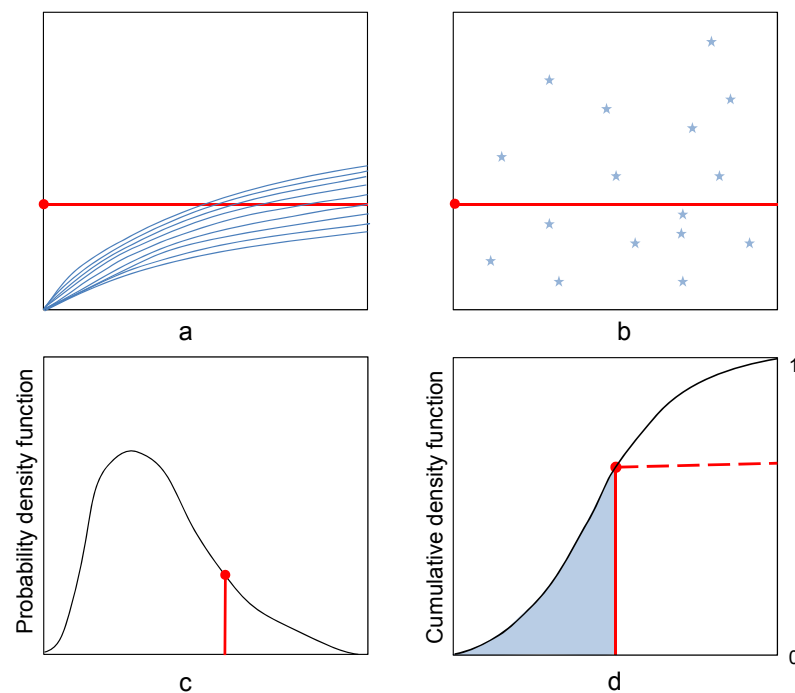 a
b
Probability density function
c
Cumulative density function
1
0
d